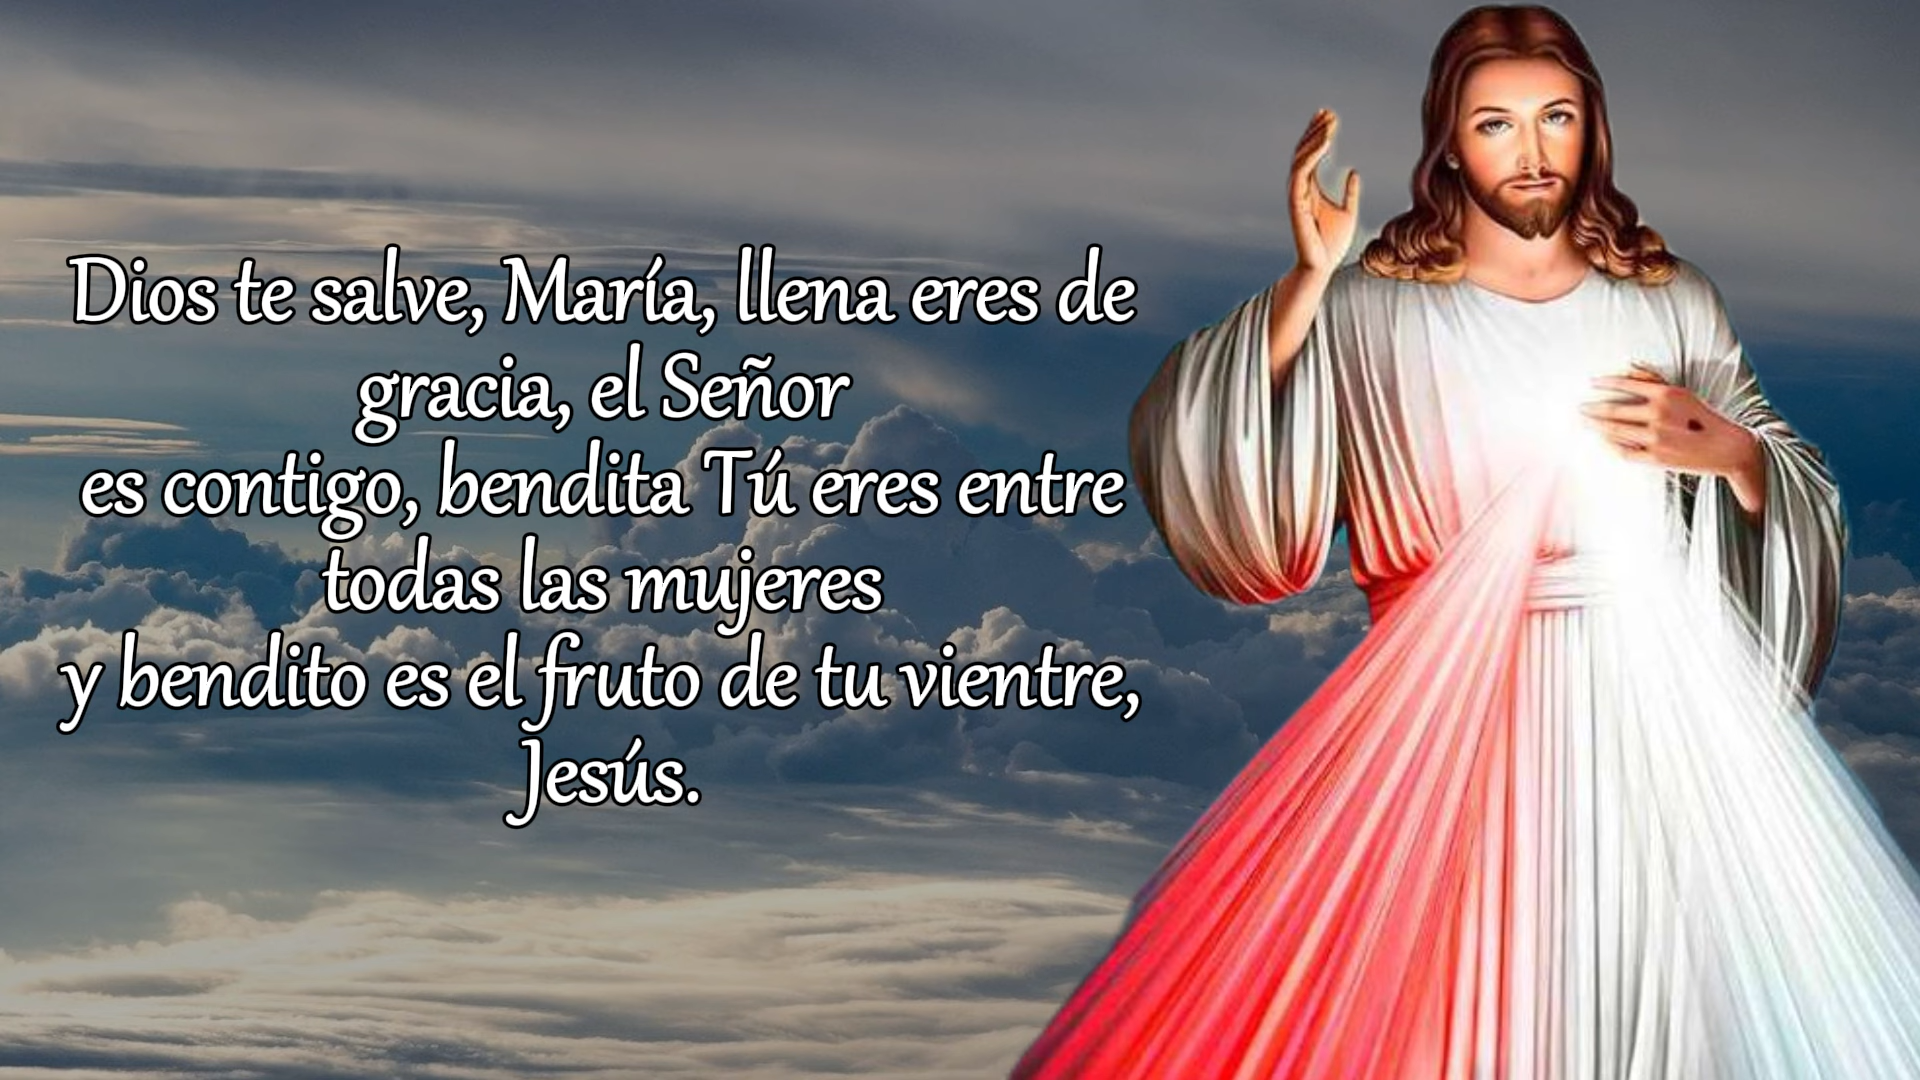 Dios te salve, María, llena eres de
gracia, el Señor
es contigo, bendita Tú eres entre
todas las mujeres
y bendito es el fruto de tu vientre,
Jesús.